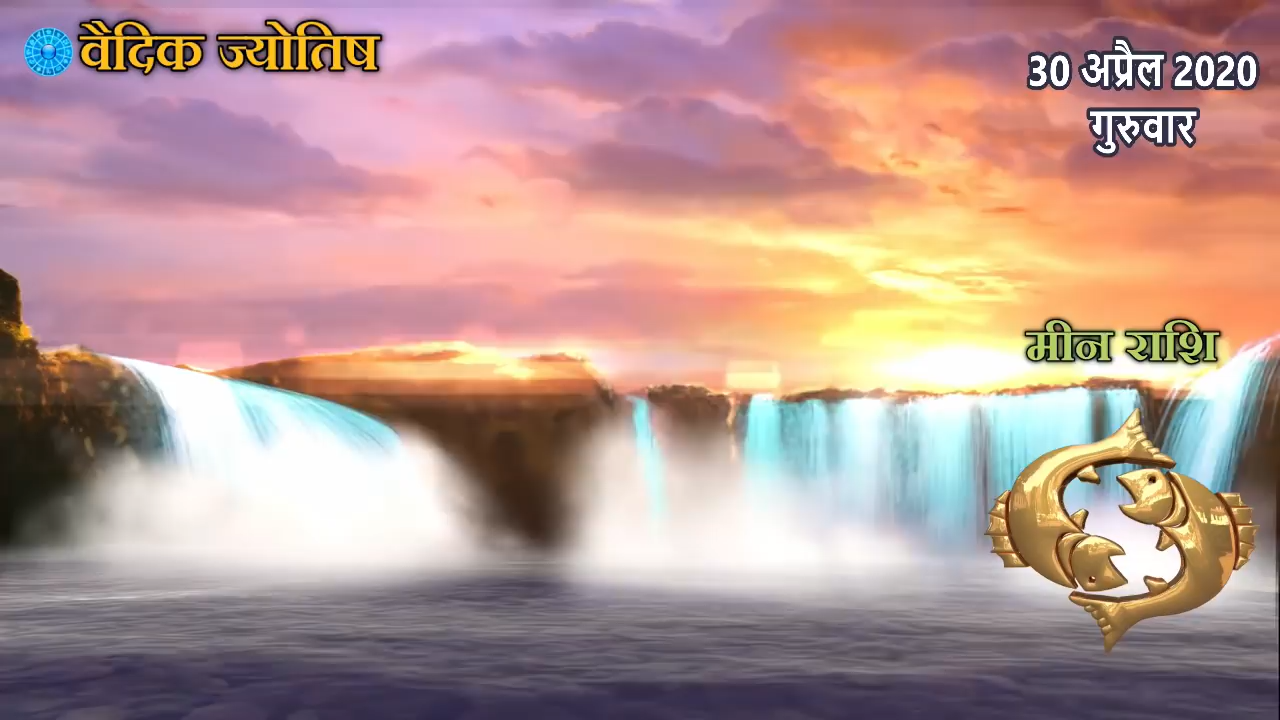 वैदिक ज्योतिष
30 अप्रैल 2020
गुरुवार
मीन राशि